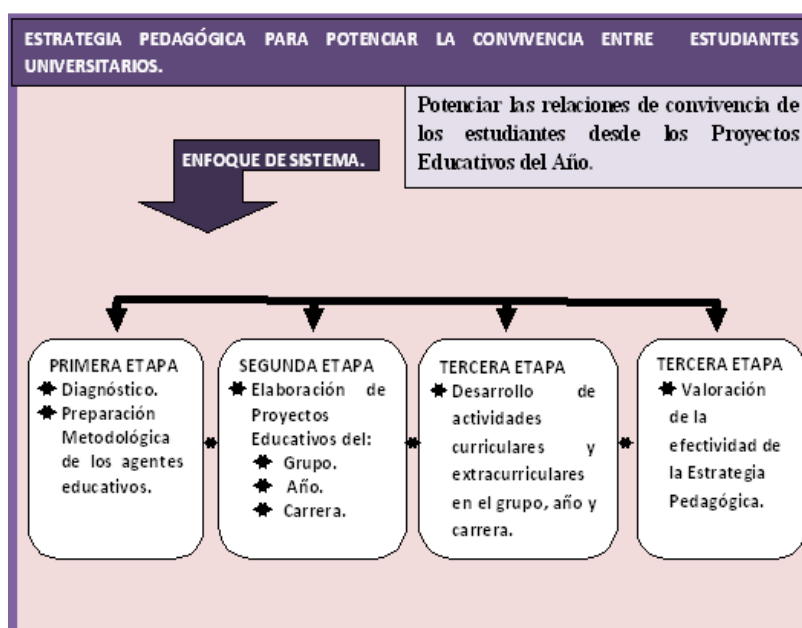 ESTRATEGIA PEDAGÓGICA PARA POTENCIAR LA CONVIVENCIA ENTRE ESTUDIANTES
UNIVERSITARIOS.
Potenciar las relaciones de convivencia de
los estudiantes desde los Proyectos
Educativos del Año.
ENFOQUE DE SISTEMA.
PRIMERA ETAPA
Diagnóstico.
Preparación
Metodológica
de los agentes
educativos.
SEGUNDA ETAPA
Elaboración de
Proyectos
Educativos del:
Grupo.
Año.
Carrera.
TERCERA ETAPA
Desarrollo de
actividades
curriculares y
extracurriculares
en el grupo, año y
carrera.
TERCERA ETAPA
Valoración
de la
efectividad de
la Estrategia
Pedagógica.